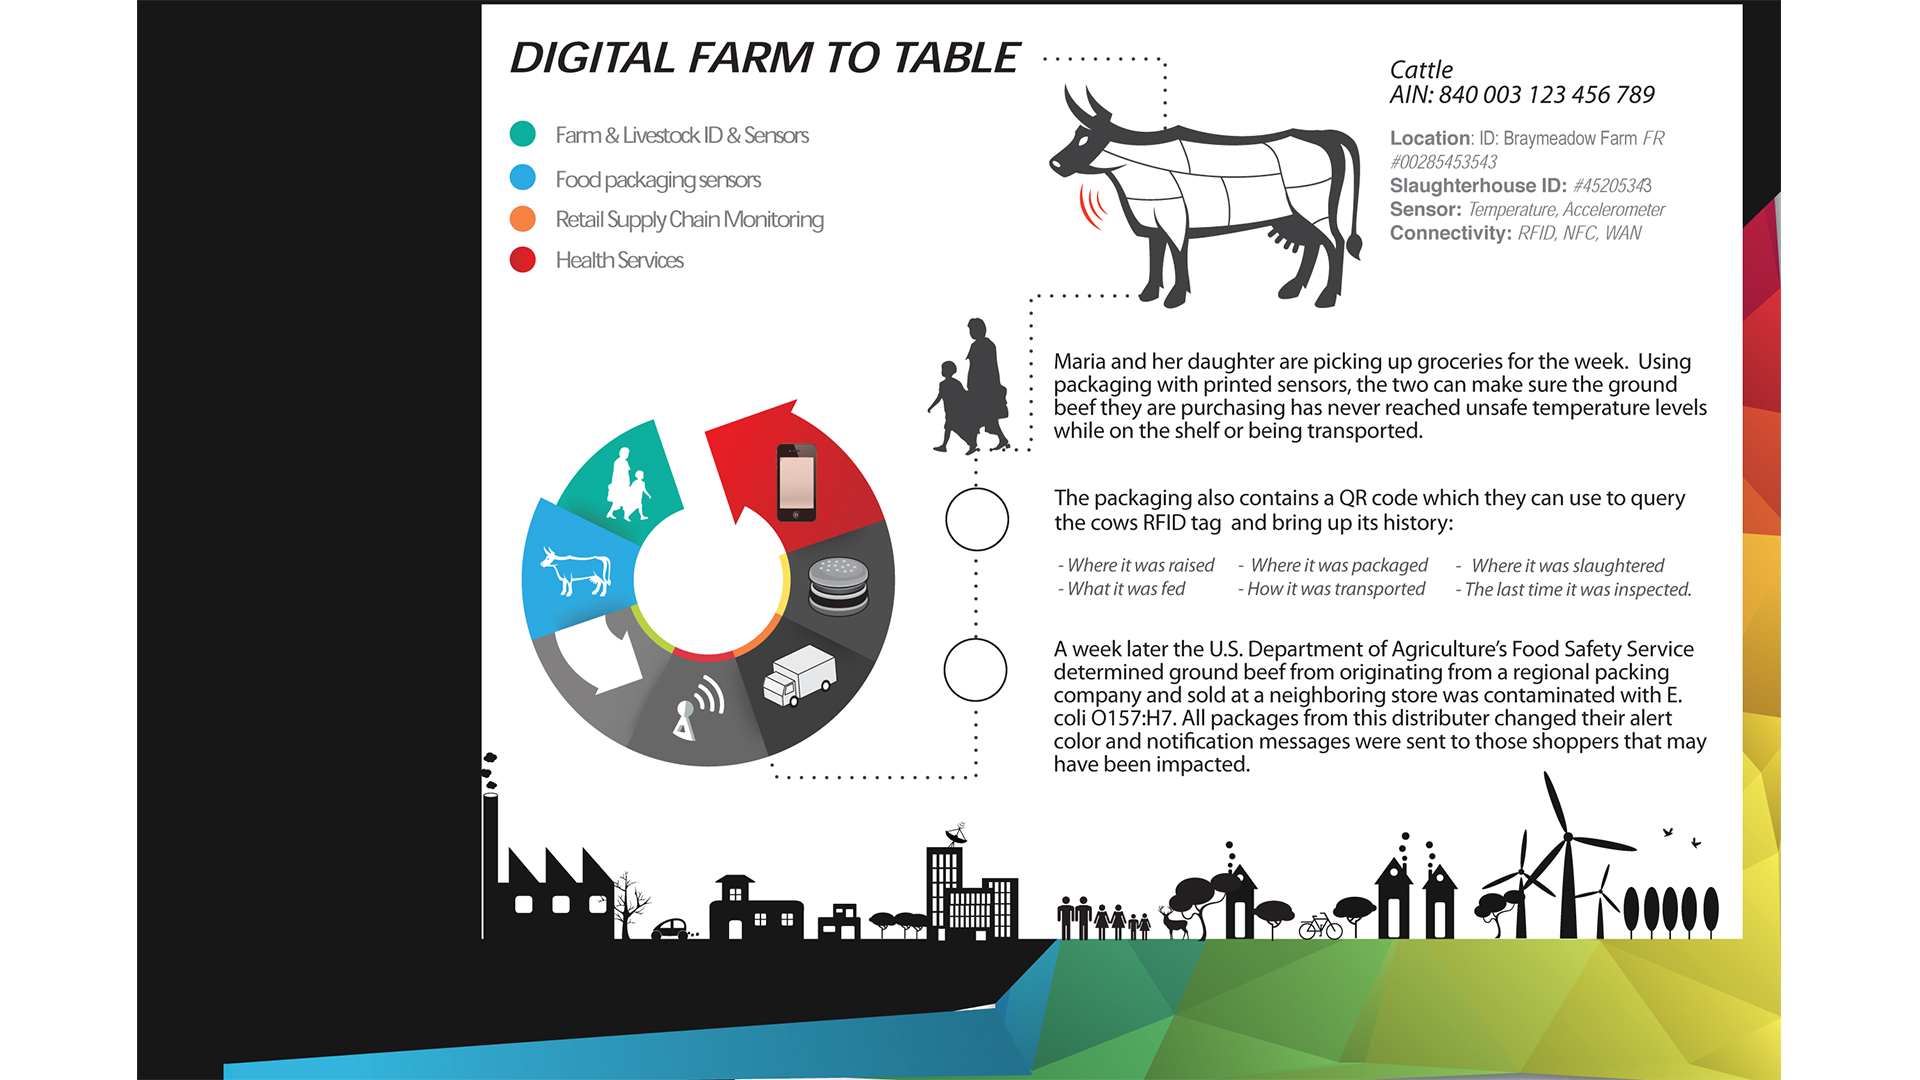 DIGITAL FARM TO TABLE
Farm & Livestock ID & Sensors
Food packaging sensors
Retail Supply Chain Monitoring
Health Services
Cattle
AIN: 840 003 123 456 789
Location: ID: Braymeadow Farm FR
#00285453543
Slaughterhouse ID: #45205343
Sensor: Temperature, Accelerometer
Connectivity: RFID, NFC, WAN
Maria and her daughter are picking up groceries for the week. Using
packaging with printed sensors, the two can make sure the ground
beef they are purchasing has never reached unsafe temperature levels
while on the shelf or being transported.
The packaging also contains a QR code which they can use to query
the cows RFID tag and bring up its history:
- Where it was raised - Where it was packaged - Where it was slaughtered
- What it was fed - How it was transported - The last time it was inspected.
A week later the U.S. Department of Agriculture's Food Safety Service
determined ground beef from originating from a regional packing
company and sold at a neighboring store was contaminated with E.
coli O157:H7. All packages from this distributer changed their alert
color and notification messages were sent to those shoppers that may
have been impacted.